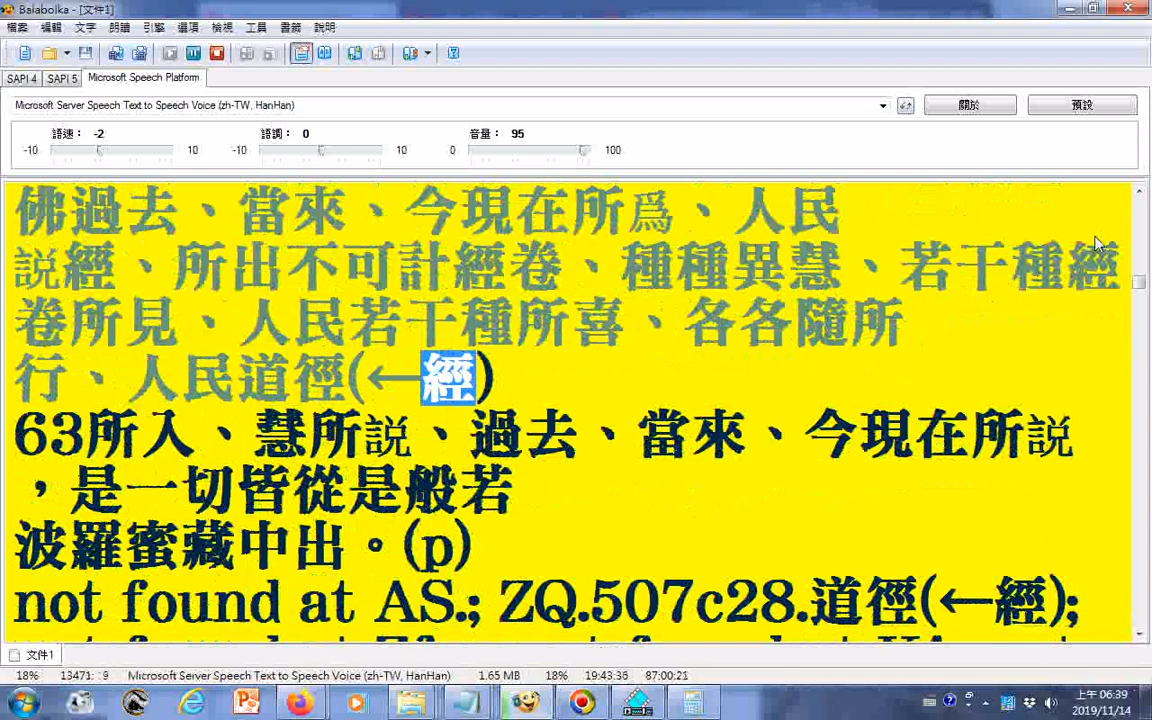 Balabolka - [文件1]
檔案 編輯 文字 朗讀 引擎 選項 檢視 工具 書籤 說明
SAPI 4 SAPI 5 Microsoft Speech Platform
Microsoft Server Speech Text to Speech Voice (zh-TW, HanHan) 關於 預設
語速： -2 語調： 0 音量： 95
-10 10 -10 10 0 100
佛過去、當來、今現在所爲、人民
説經、所出不可計經卷、種種異慧、若干種經
卷所見、人民若干種所喜、各各隨所
行、人民道徑(←經)
63所入、慧所説、過去、當來、今現在所説
，是一切皆從是般若
波羅蜜藏中出。(p)
not found at AS.; ZQ.507c28.道徑(←經);
文件1
18% 13471: 9 Microsoft Server Speech Text to Speech Voice (zh-TW, HanHan) 1.65 MB 18% 19:43:36 87:00:21
上午 06:39
2019/11/14